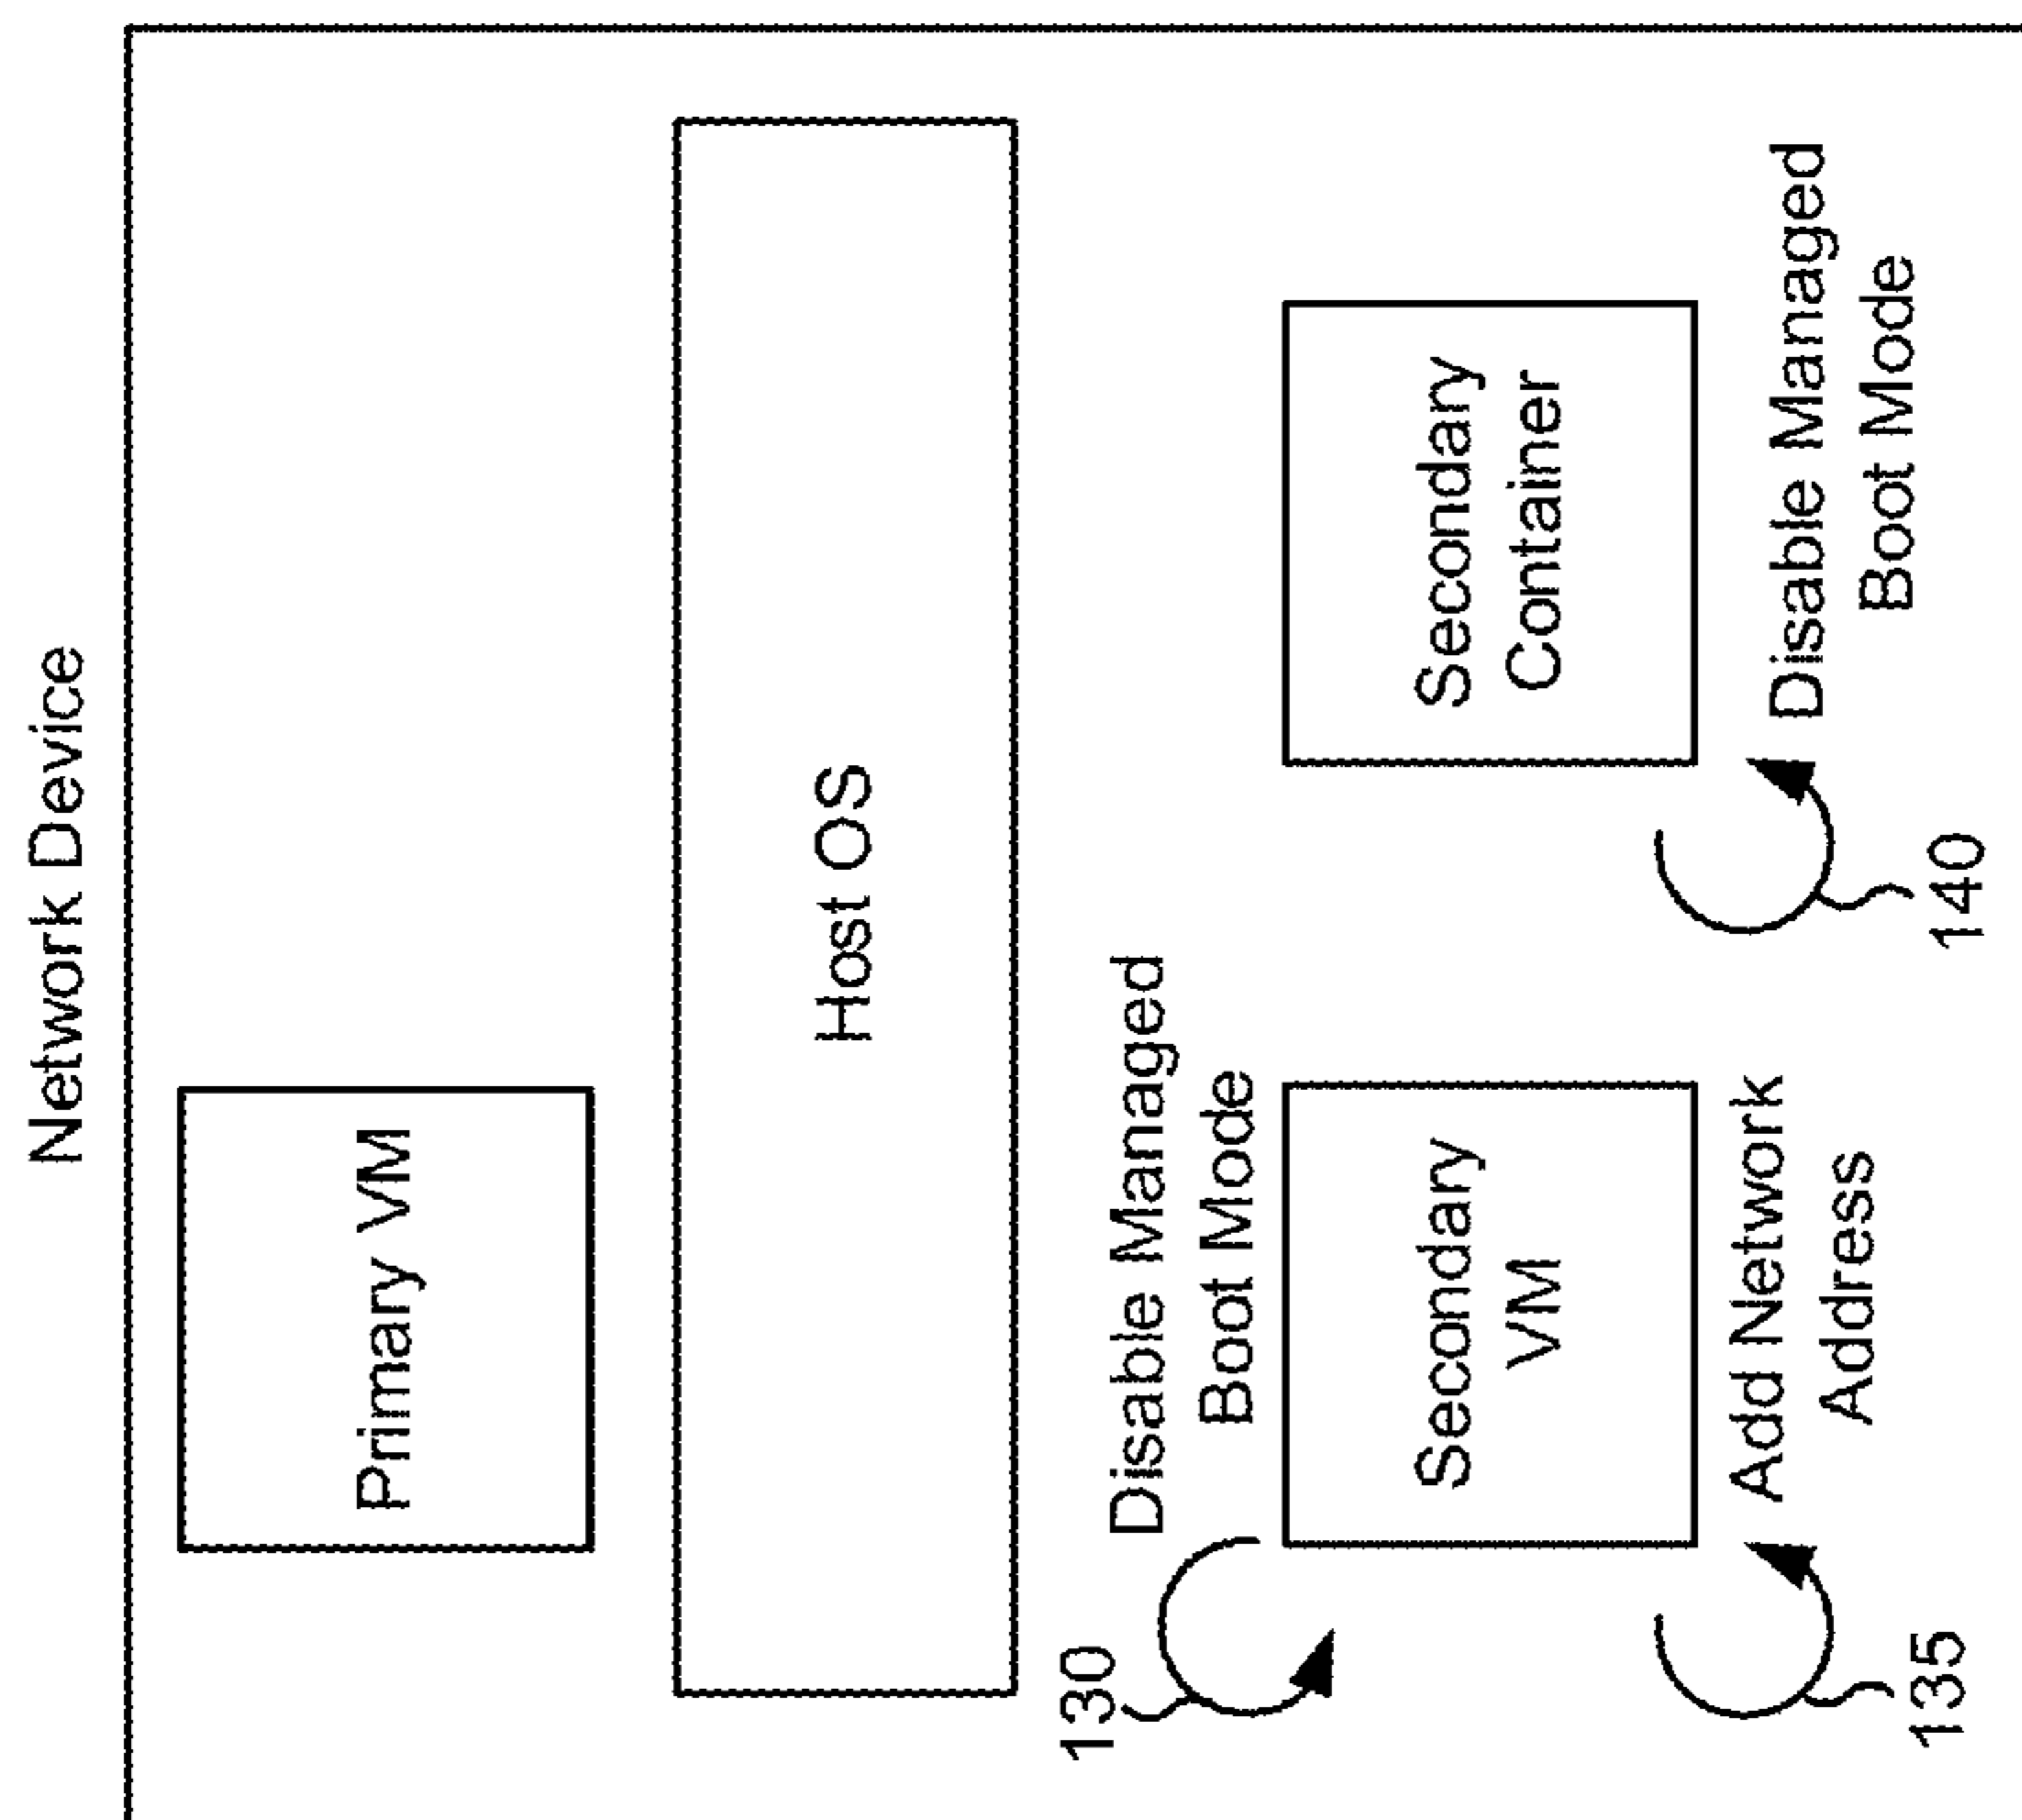 Network Device
Primary VM
Host OS
130
Disable Managed
Boot Mode
Secondary
VM
Add Network
Address
135
Secondary
Container
Disable Managed
Boot Mode
140